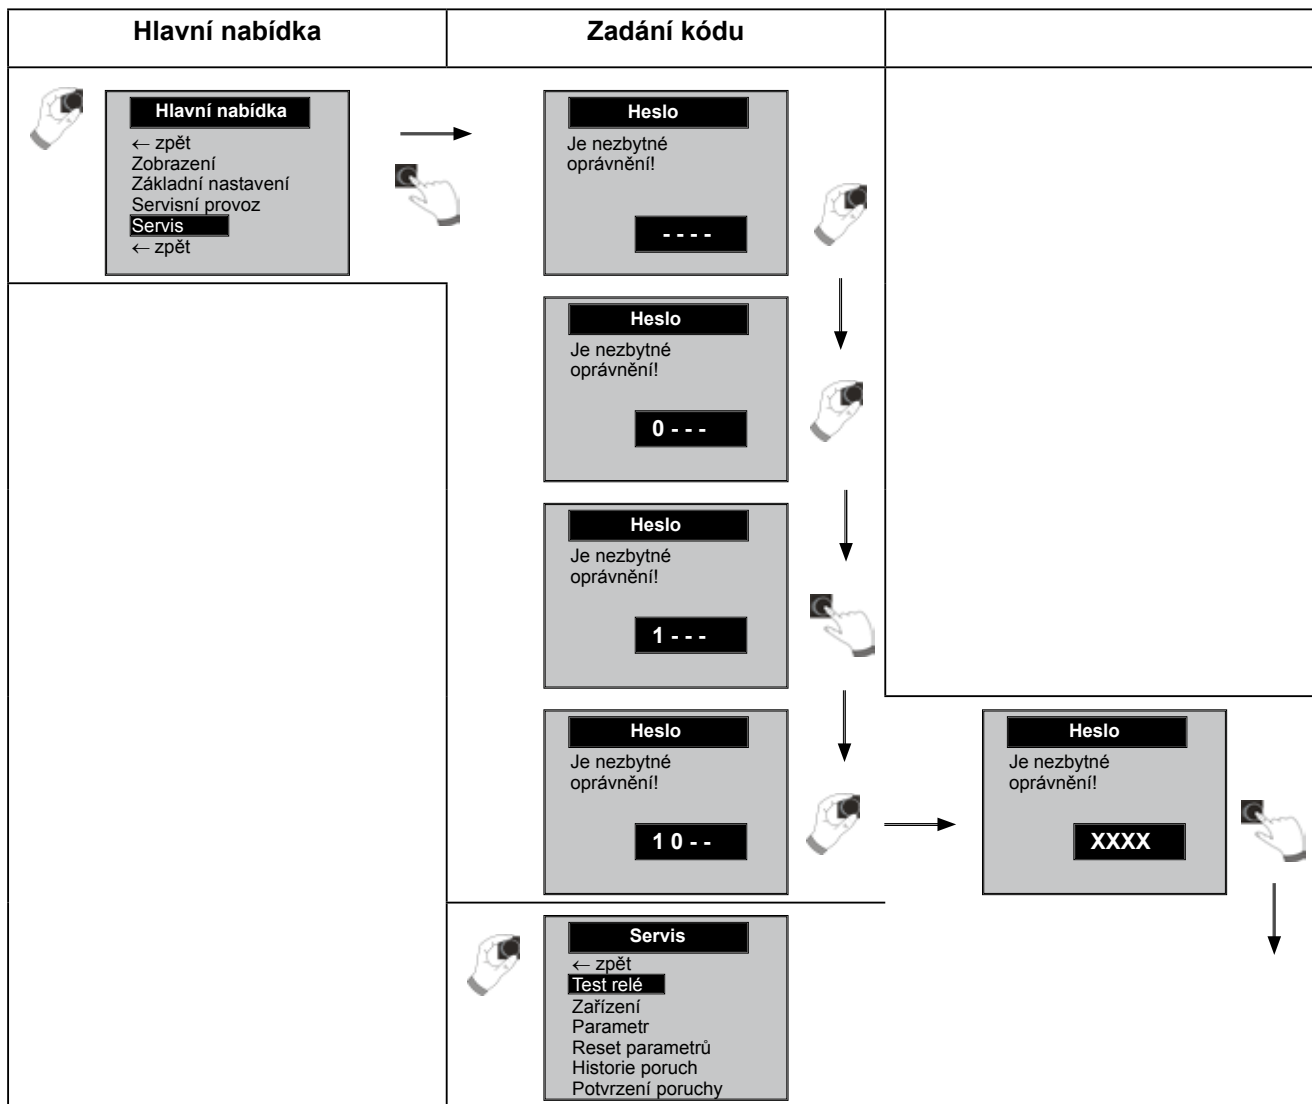 Hlavní nabídka
Zadání kódu
Hlavní nabídka
← zpět
Zobrazení
Základní nastavení
Servisní provoz
Servis
← zpět
Heslo
Je nezbytné
oprávnění!
- - - -
Heslo
Je nezbytné
oprávnění!
0 - - -
Heslo
Je nezbytné
oprávnění!
1 - - -
Heslo
Je nezbytné
oprávnění!
1 0 - -
Heslo
Je nezbytné
oprávnění!
XXXX
Servis
← zpět
Test relé
Zařízení
Parametr
Reset parametrů
Historie poruch
Potvrzení poruchy